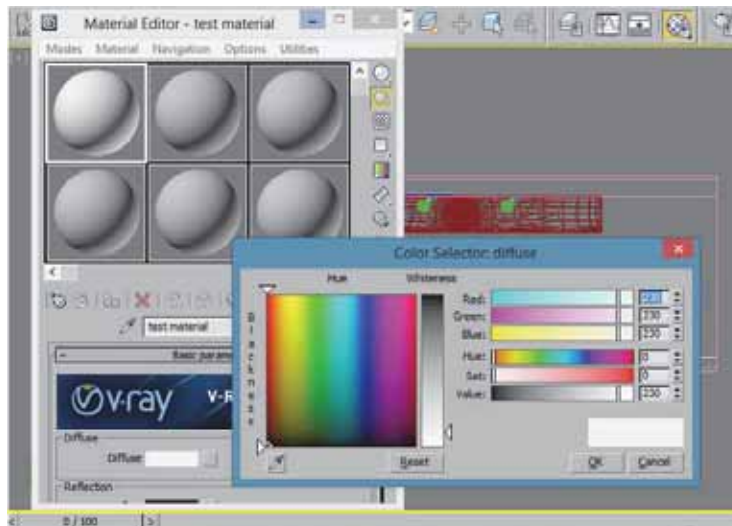 Material Editor - test material
Modes Material Navigation Options Utilities
Color Selector: diffuse
Hue Whiteness
Blackness
Red:
Green: 230
Blue: 230
Hue: 0
Sat: 0
Value: 230
Reset OK Cancel
test material
Basic param
v·ray V-R
Diffuse
Diffuse
Reflection
0 / 100